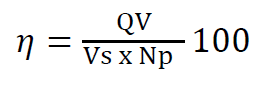 η = QV / Vs x Np 100